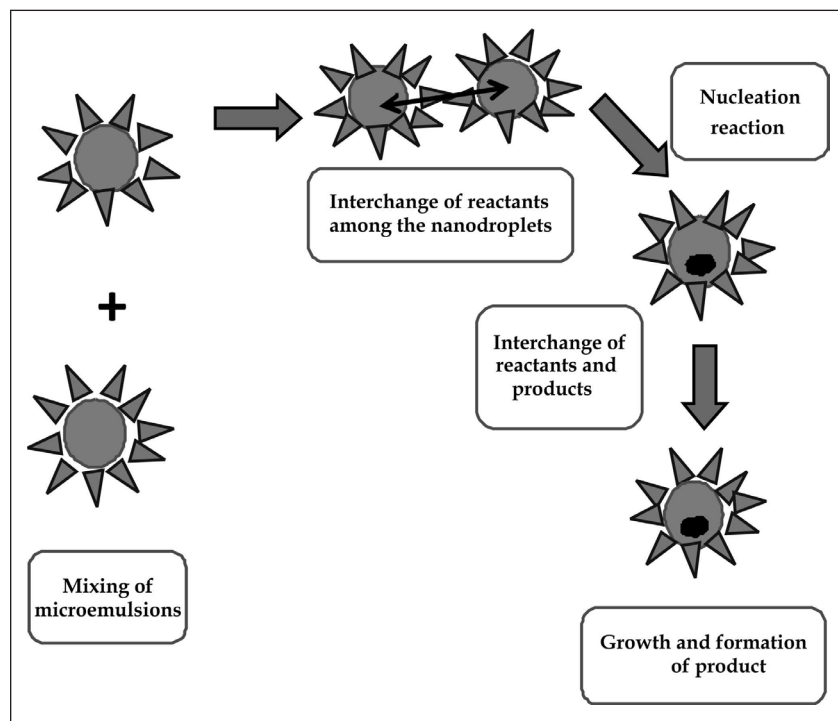 Nucleation
reaction
Interchange of reactants
among the nanodroplets
Interchange of
reactants and
products
+
Mixing of
microemulsions
Growth and formation
of product